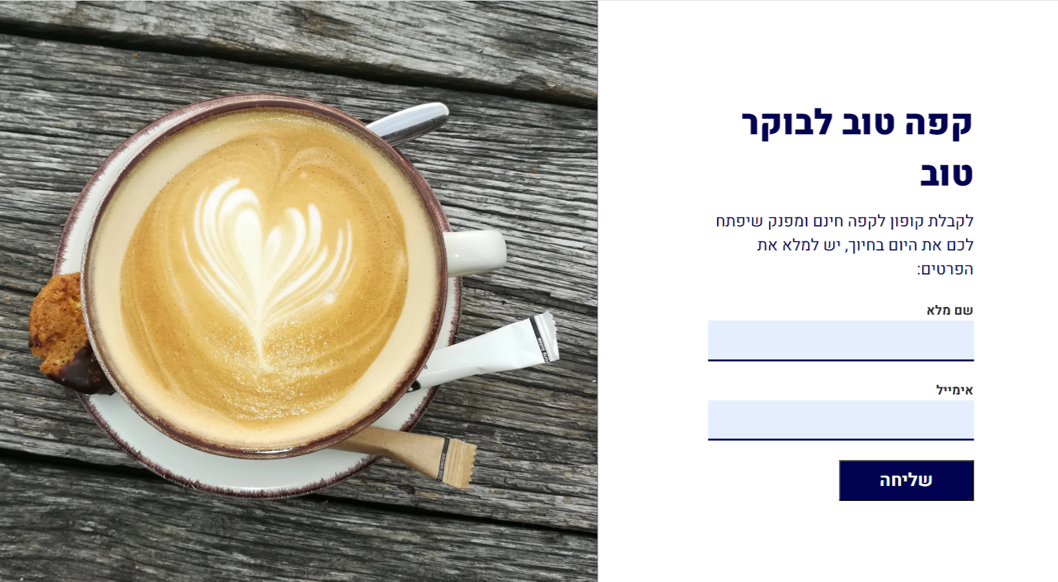 קפה טוב לבוקר
טוב
לקבלת קופון לקפה חינם ומפנק שיפתח
לכם את היום בחיוך, יש למלא את
הפרטים:
שם מלא
אימייל
שליחה